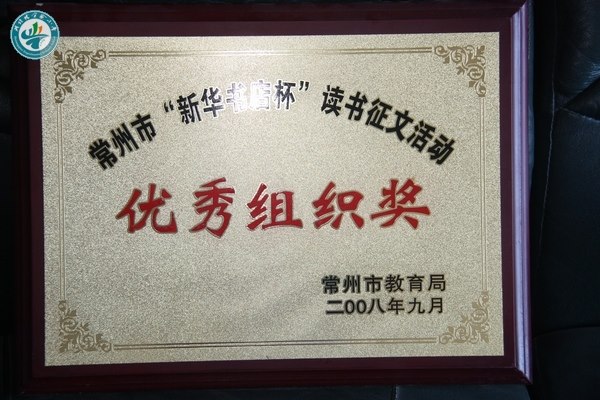 常州市“新华书店杯”读书征文活动
优秀组织奖
常州市教育局
二00八年九月